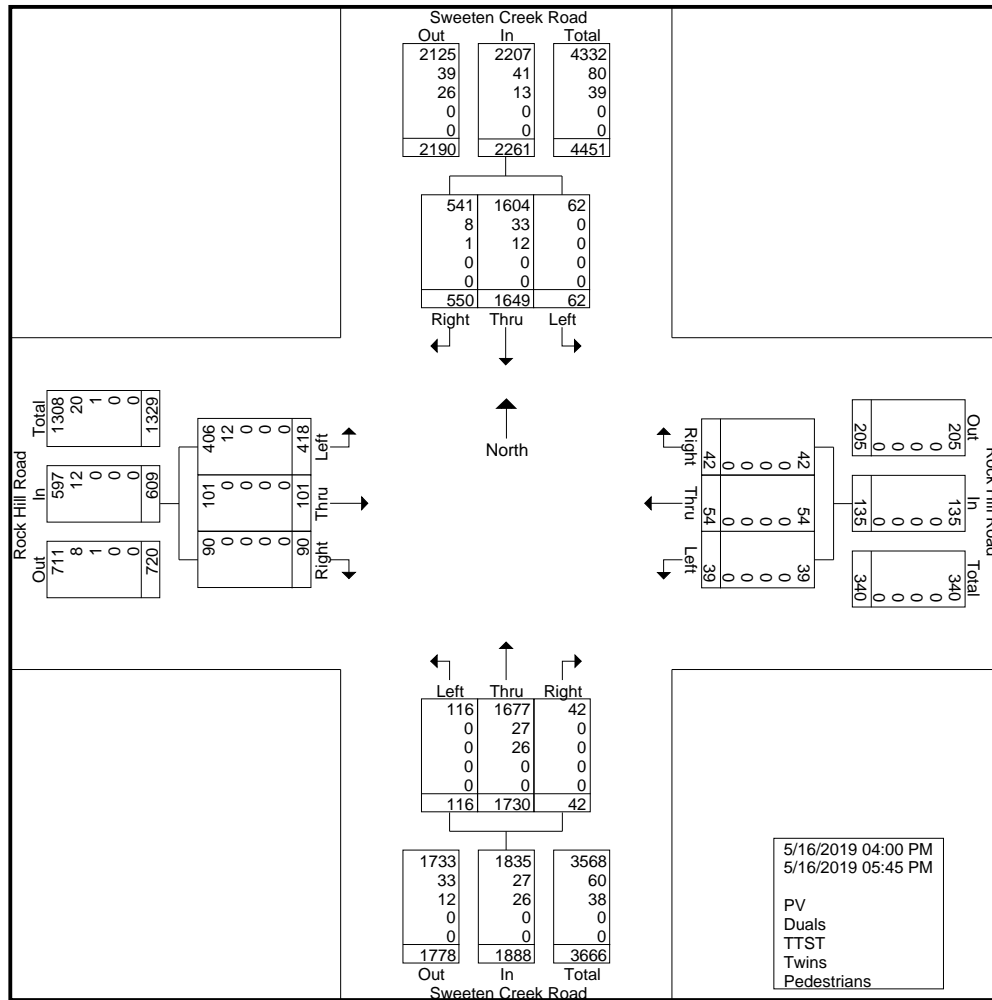 Sweeten Creek Road
Out In Total
2125 2207 4332
39 41 80
26 13 39
0 0 0
0 0 0
2190 2261 4451
541 1604 62
8 33 0
1 12 0
0 0 0
0 0 0
550 1649 62
Right Thru Left
Rock Hill Road
Total
1308 20 1 0 0 1329
In
597 12 0 0 0 609
Out
711 8 1 0 0 720
406 12 0 0 0 418
Left
101 0 0 0 0 101
Thru
90 0 0 0 0 90
Right
North
Right
42 0 0 0 0 42
Thru
54 0 0 0 0 54
Left
39 0 0 0 0 39
Rock Hill Road
Out
205 0 0 0 0 205
In
135 0 0 0 0 135
Total
340 0 0 0 0 340
Left Thru Right
116 1677 42
0 27 0
0 26 0
0 0 0
0 0 0
116 1730 42
1733 1835 3568
33 27 60
12 26 38
0 0 0
0 0 0
1778 1888 3666
Out In Total
Sweeten Creek Road
5/16/2019 04:00 PM
5/16/2019 05:45 PM
PV
Duals
TTST
Twins
Pedestrians